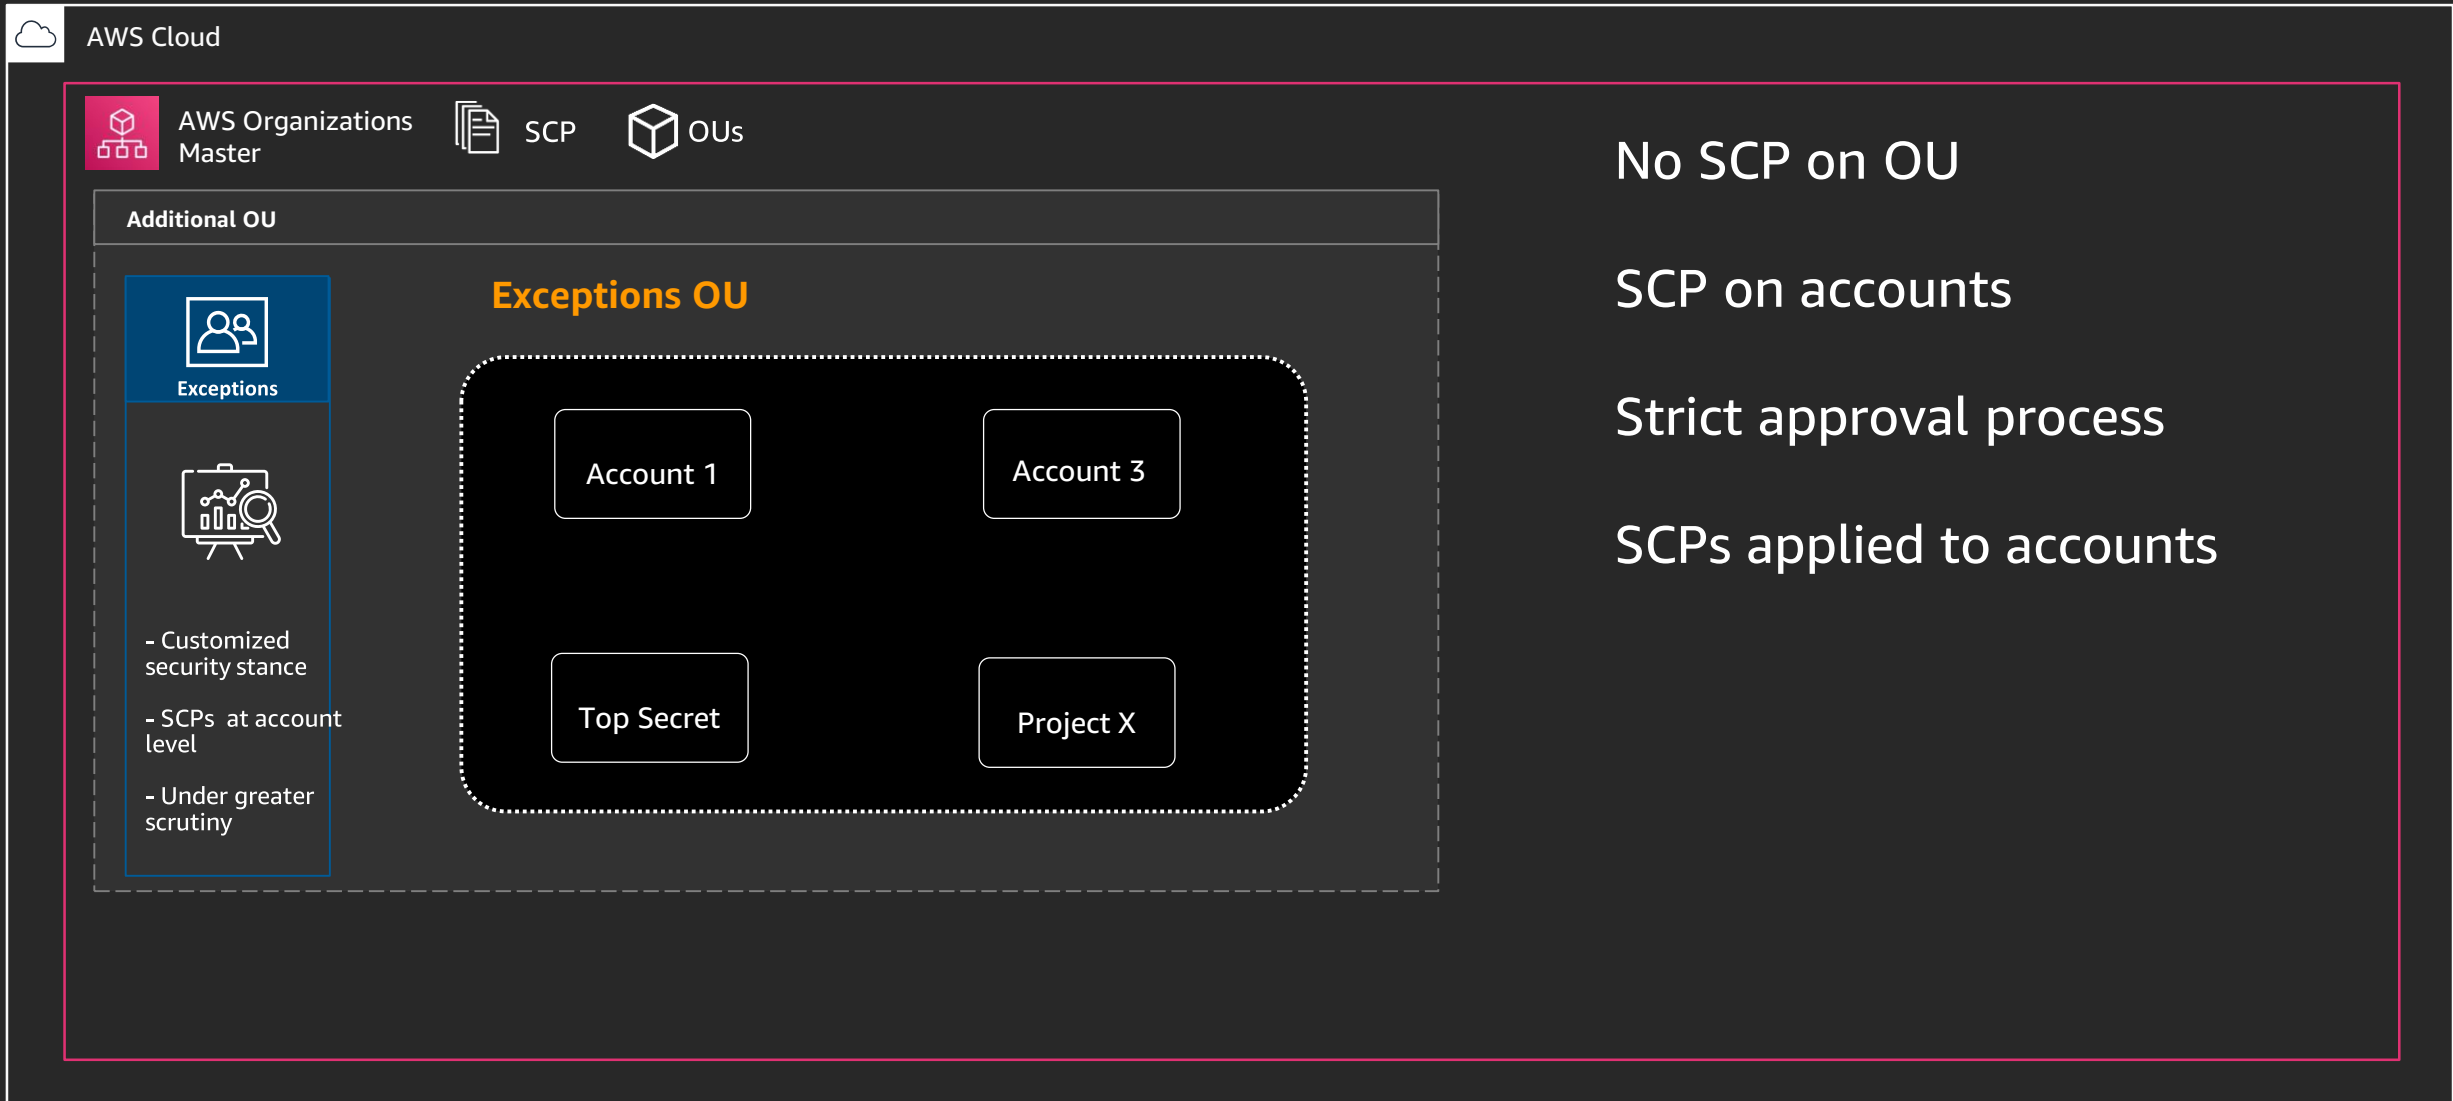 AWS Cloud
AWS Organizations
Master
SCP
OUs
Additional OU
Exceptions
- Customized
security stance
- SCPs at account
level
- Under greater
scrutiny
Exceptions OU
Account 1
Account 3
Top Secret
Project X
No SCP on OU
SCP on accounts
Strict approval process
SCPs applied to accounts